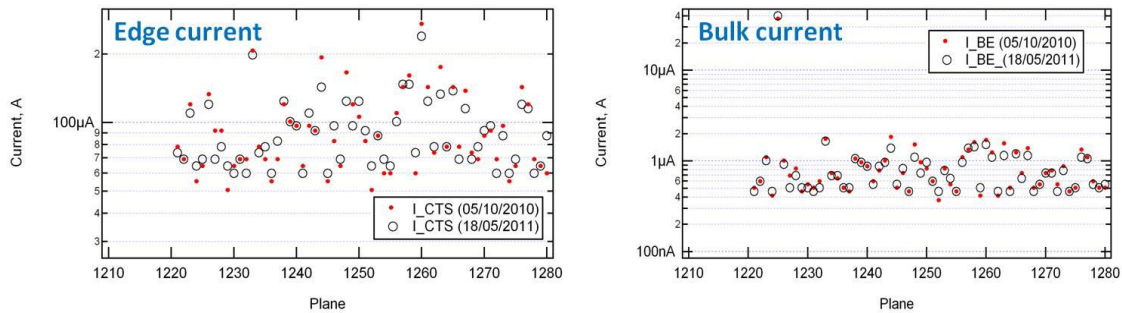 Edge current
Current, A
2
100µA
9
8
7
6
5
4
3
I_CTS (05/10/2010)
I_CTS (18/05/2011)
1210 1220 1230 1240 1250 1260 1270 1280
Plane
Bulk current
Current, A
4
2
10µA
6
4
2
1µA
6
4
2
100nA
I_BE (05/10/2010)
I_BE_(18/05/2011)
1210 1220 1230 1240 1250 1260 1270 1280
Plane